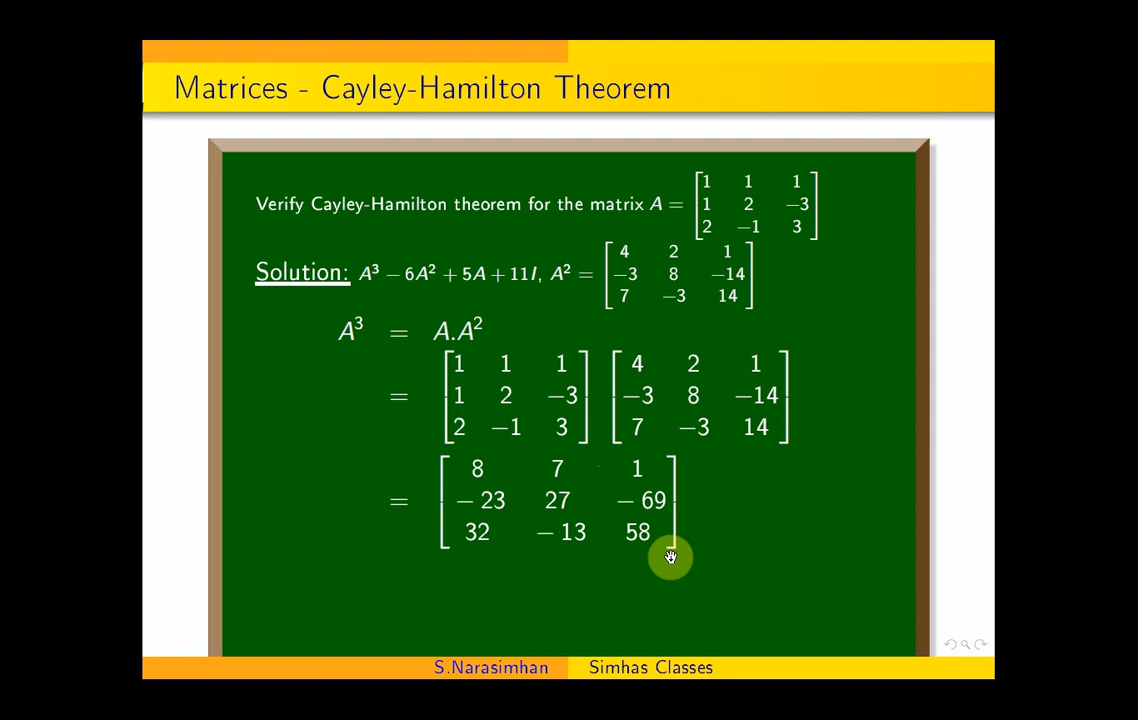 Matrices - Cayley-Hamilton Theorem
Verify Cayley-Hamilton theorem for the matrix A = [1 1 1
1 2 −3
2 −1 3]
Solution: A³ − 6A² + 5A + 11I, A² = [4 2 1
−3 8 −14
7 −3 14]
A³ = A.A²
= [1 1 1 [4 2 1
1 2 −3 −3 8 −14
2 −1 3] 7 −3 14]
= [8 7 1
− 23 27 − 69
32 − 13 58]
S.Narasimhan Simhas Classes